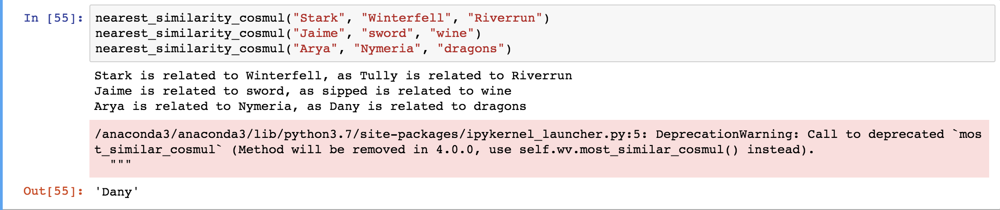 In [55]: nearest_similarity_cosmul("Stark", "Winterfell", "Riverrun")
nearest_similarity_cosmul("Jaime", "sword", "wine")
nearest_similarity_cosmul("Arya", "Nymeria", "dragons")
Stark is related to Winterfell, as Tully is related to Riverrun
Jaime is related to sword, as sipped is related to wine
Arya is related to Nymeria, as Dany is related to dragons
/anaconda3/anaconda3/lib/python3.7/site-packages/ipykernel_launcher.py:5: DeprecationWarning: Call to deprecated `mos
t_similar_cosmul` (Method will be removed in 4.0.0, use self.wv.most_similar_cosmul() instead).
"""
Out[55]: 'Dany'